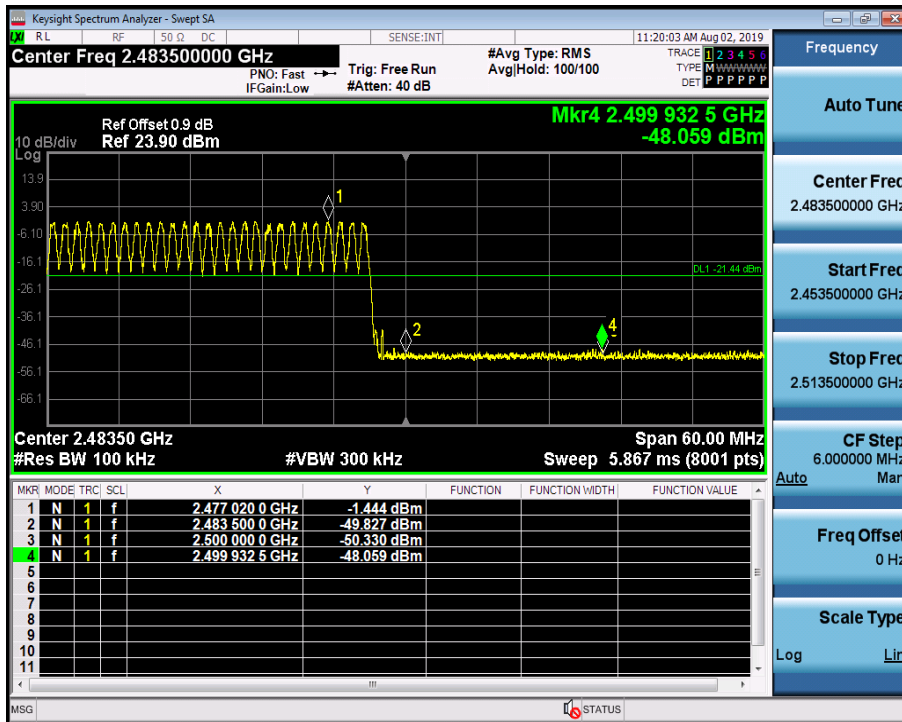 Keysight Spectrum Analyzer - Swept SA
LXI RL RF 50 Ω DC SENSE:INT 11:20:03 AM Aug 02, 2019
Center Freq 2.483500000 GHz
PNO: Fast
IFGain:Low
Trig: Free Run
#Atten: 40 dB
#Avg Type: RMS
Avg|Hold: 100/100
TRACE 1 2 3 4 5 6
TYPE M W W W W W
DET P P P P P P
Mkr4 2.499 932 5 GHz
-48.059 dBm
Ref Offset 0.9 dB
10 dB/div Ref 23.90 dBm
Log
13.9
3.90
-6.10
-16.1
-26.1
-36.1
-46.1
-56.1
-66.1
1
2
4
DL1 -21.44 dBm
Center 2.48350 GHz Span 60.00 MHz
#Res BW 100 kHz #VBW 300 kHz Sweep 5.867 ms (8001 pts)
MKR MODE TRC SCL X Y FUNCTION FUNCTION WIDTH FUNCTION VALUE
1 N 1 f 2.477 020 0 GHz -1.444 dBm
2 N 1 f 2.483 500 0 GHz -49.827 dBm
3 N 1 f 2.500 000 0 GHz -50.330 dBm
4 N 1 f 2.499 932 5 GHz -48.059 dBm
5
6
7
8
9
10
11
MSG STATUS
Frequency
Auto Tune
Center Freq
2.483500000 GHz
Start Freq
2.453500000 GHz
Stop Freq
2.513500000 GHz
CF Step
6.000000 MHz
Auto Man
Freq Offset
0 Hz
Scale Type
Log Lin